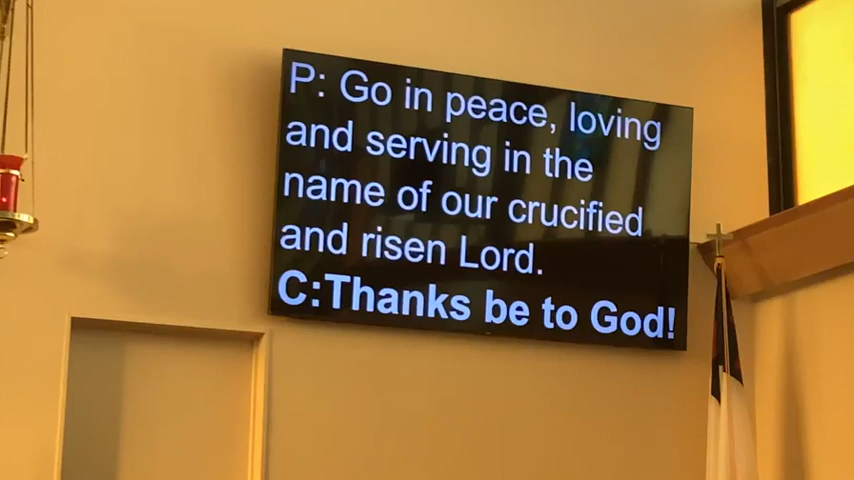 P: Go in peace, loving
and serving in the
name of our crucified
and risen Lord.
C:Thanks be to God!